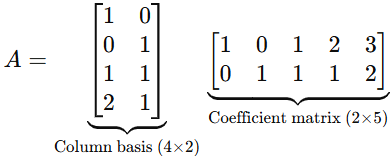 A = [1 0; 0 1; 1 1; 2 1] [1 0 1 2 3; 0 1 1 1 2]
Column basis (4×2)
Coefficient matrix (2×5)